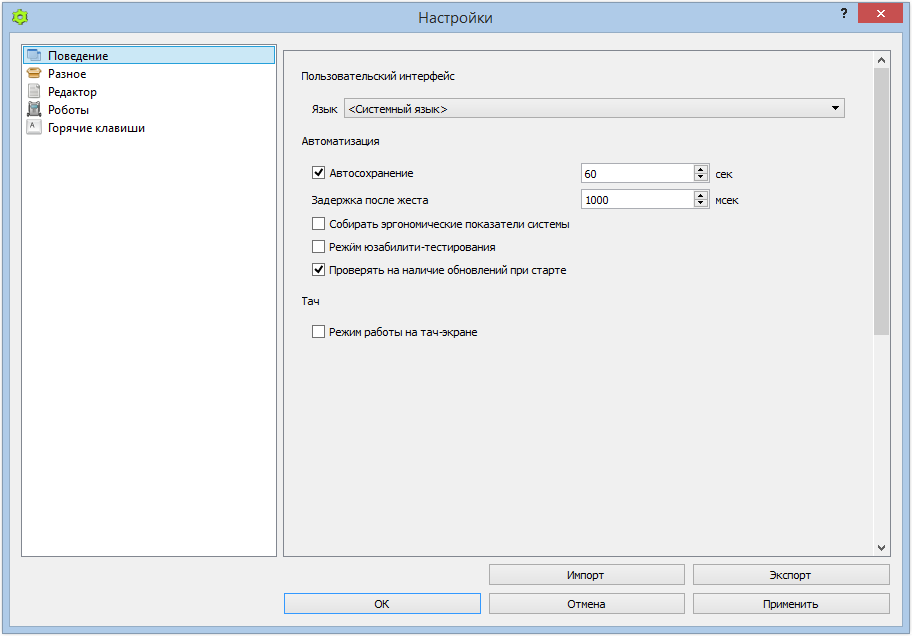 Настройки
?
Поведение
Разное
Редактор
Роботы
A Горячие клавиши
Пользовательский интерфейс
Язык <Системный язык>
Автоматизация
Автосохранение 60 сек
Задержка после жеста 1000 мсек
Собирать эргономические показатели системы
Режйм юзабилити-тестирования
Проверять на наличие обновлений при старте
Тач
Режим работы на тач-экране
Импорт Экспорт
OK Отмена Применить